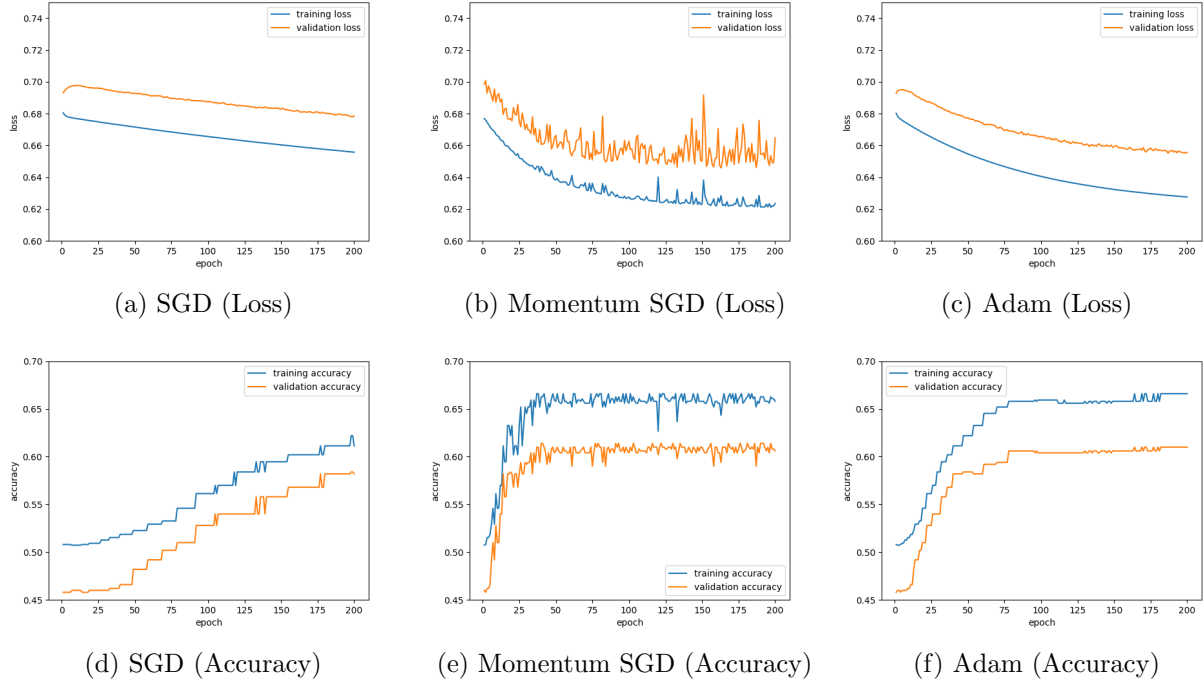 0.74
0.72
0.70
0.68
0.66
0.64
0.62
0.60
loss
0 25 50 75 100 125 150 175 200
epoch
training loss
validation loss
(a) SGD (Loss)
0.74
0.72
0.70
0.68
0.66
0.64
0.62
0.60
loss
0 25 50 75 100 125 150 175 200
epoch
training loss
validation loss
(b) Momentum SGD (Loss)
0.74
0.72
0.70
0.68
0.66
0.64
0.62
0.60
loss
0 25 50 75 100 125 150 175 200
epoch
training loss
validation loss
(c) Adam (Loss)
0.70
0.65
0.60
0.55
0.50
0.45
accuracy
0 25 50 75 100 125 150 175 200
epoch
training accuracy
validation accuracy
(d) SGD (Accuracy)
0.70
0.65
0.60
0.55
0.50
0.45
accuracy
0 25 50 75 100 125 150 175 200
epoch
training accuracy
validation accuracy
(e) Momentum SGD (Accuracy)
0.70
0.65
0.60
0.55
0.50
0.45
accuracy
0 25 50 75 100 125 150 175 200
epoch
training accuracy
validation accuracy
(f) Adam (Accuracy)